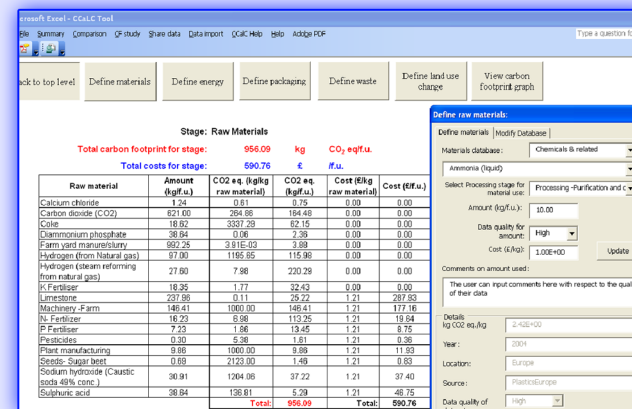 crosoft Excel - CCaLC Tool
File Summary Comparison CF study Share data Data import CCaLC Help Help Adobe PDF Type a question fo
ack to top level Define materials Define energy Define packaging Define waste Define land use change View carbon footprint graph
Stage: Raw Materials
Total carbon footprint for stage: 956.09 kg CO2 eq/f.u.
Total costs for stage: 590.76 £ /f.u.
Raw material Amount (kg/f.u.) CO2 eq. (kg/kg raw material) CO2 eq. (kg/f.u.) Cost (£/kg raw material) Cost (£/f.u.)
Calcium chloride 1.24 0.61 0.75 0.00 0.00
Carbon dioxide (CO2) 621.00 264.86 164.48 0.00 0.00
Coke 18.62 3337.29 62.15 0.00 0.00
Diammonium phosphate 38.64 0.06 2.36 0.00 0.00
Farm yard manure/slurry 992.25 3.91E-03 3.88 0.00 0.00
Hydrogen (from Natural gas) 97.00 1195.65 115.98 0.00 0.00
Hydrogen (steam reforming from natural gas) 27.60 7.98 220.29 0.00 0.00
K Fertiliser 18.35 1.77 32.43 0.00 0.00
Limestone 237.96 0.11 25.22 1.21 287.93
Machinery -Farm 146.41 1000.00 146.41 1.21 177.16
N- Fertilizer 16.23 6.98 113.25 1.21 19.64
P Fertiliser 7.23 1.86 13.45 1.21 8.75
Pesticides 0.30 5.38 1.61 1.21 0.36
Plant manufacturing 9.86 1000.00 9.86 1.21 11.93
Seeds- Sugar beet 0.69 2123.00 1.46 1.21 0.83
Sodium hydroxide (Caustic soda 49% conc.) 30.91 1204.06 37.22 1.21 37.40
Sulphuric acid 38.64 136.81 5.29 1.21 46.75
Total: 956.09 Total: 590.76
Define raw materials:
Define materials Modify Database
Materials database: Chemicals & related
Ammonia (liquid)
Select Processing stage for material use: Processing -Purification and c
Amount (kg/f.u.): 10.00
Data quality for amount: High
Cost (£/kg): 1.00E+00 Update
Comments on amount used:
The user can input comments here with respect to the qual
of their data
Details
kg CO2 eq./kg 2.42E+00
Year: 2004
Location: Europe
Source: PlasticsEurope
Data quality of High